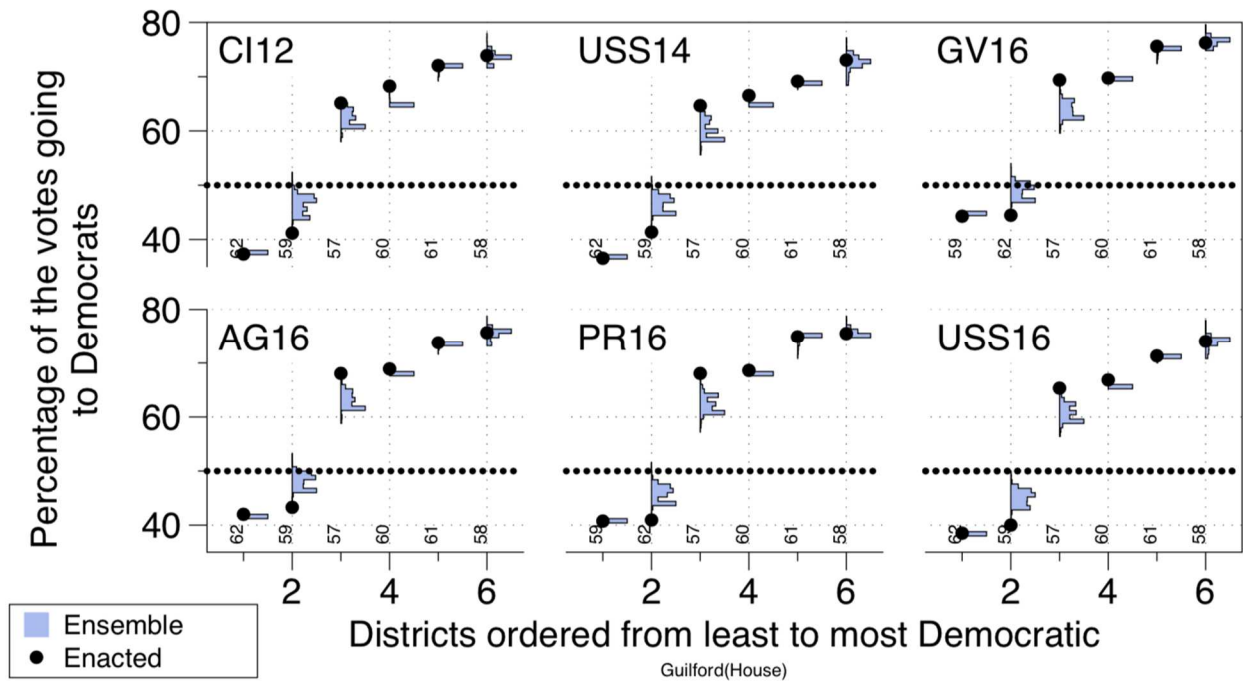 Percentage of the votes going
to Democrats
80
60
40
CI12
62 59 57 60 61 58
USS14
62 59 57 60 61 58
GV16
59 62 57 60 61 58
80
60
40
AG16
62 59 57 60 61 58
PR16
59 62 57 60 61 58
USS16
62 59 57 60 61 58
2 4 6
2 4 6
2 4 6
Districts ordered from least to most Democratic
Guilford(House)
Ensemble
Enacted